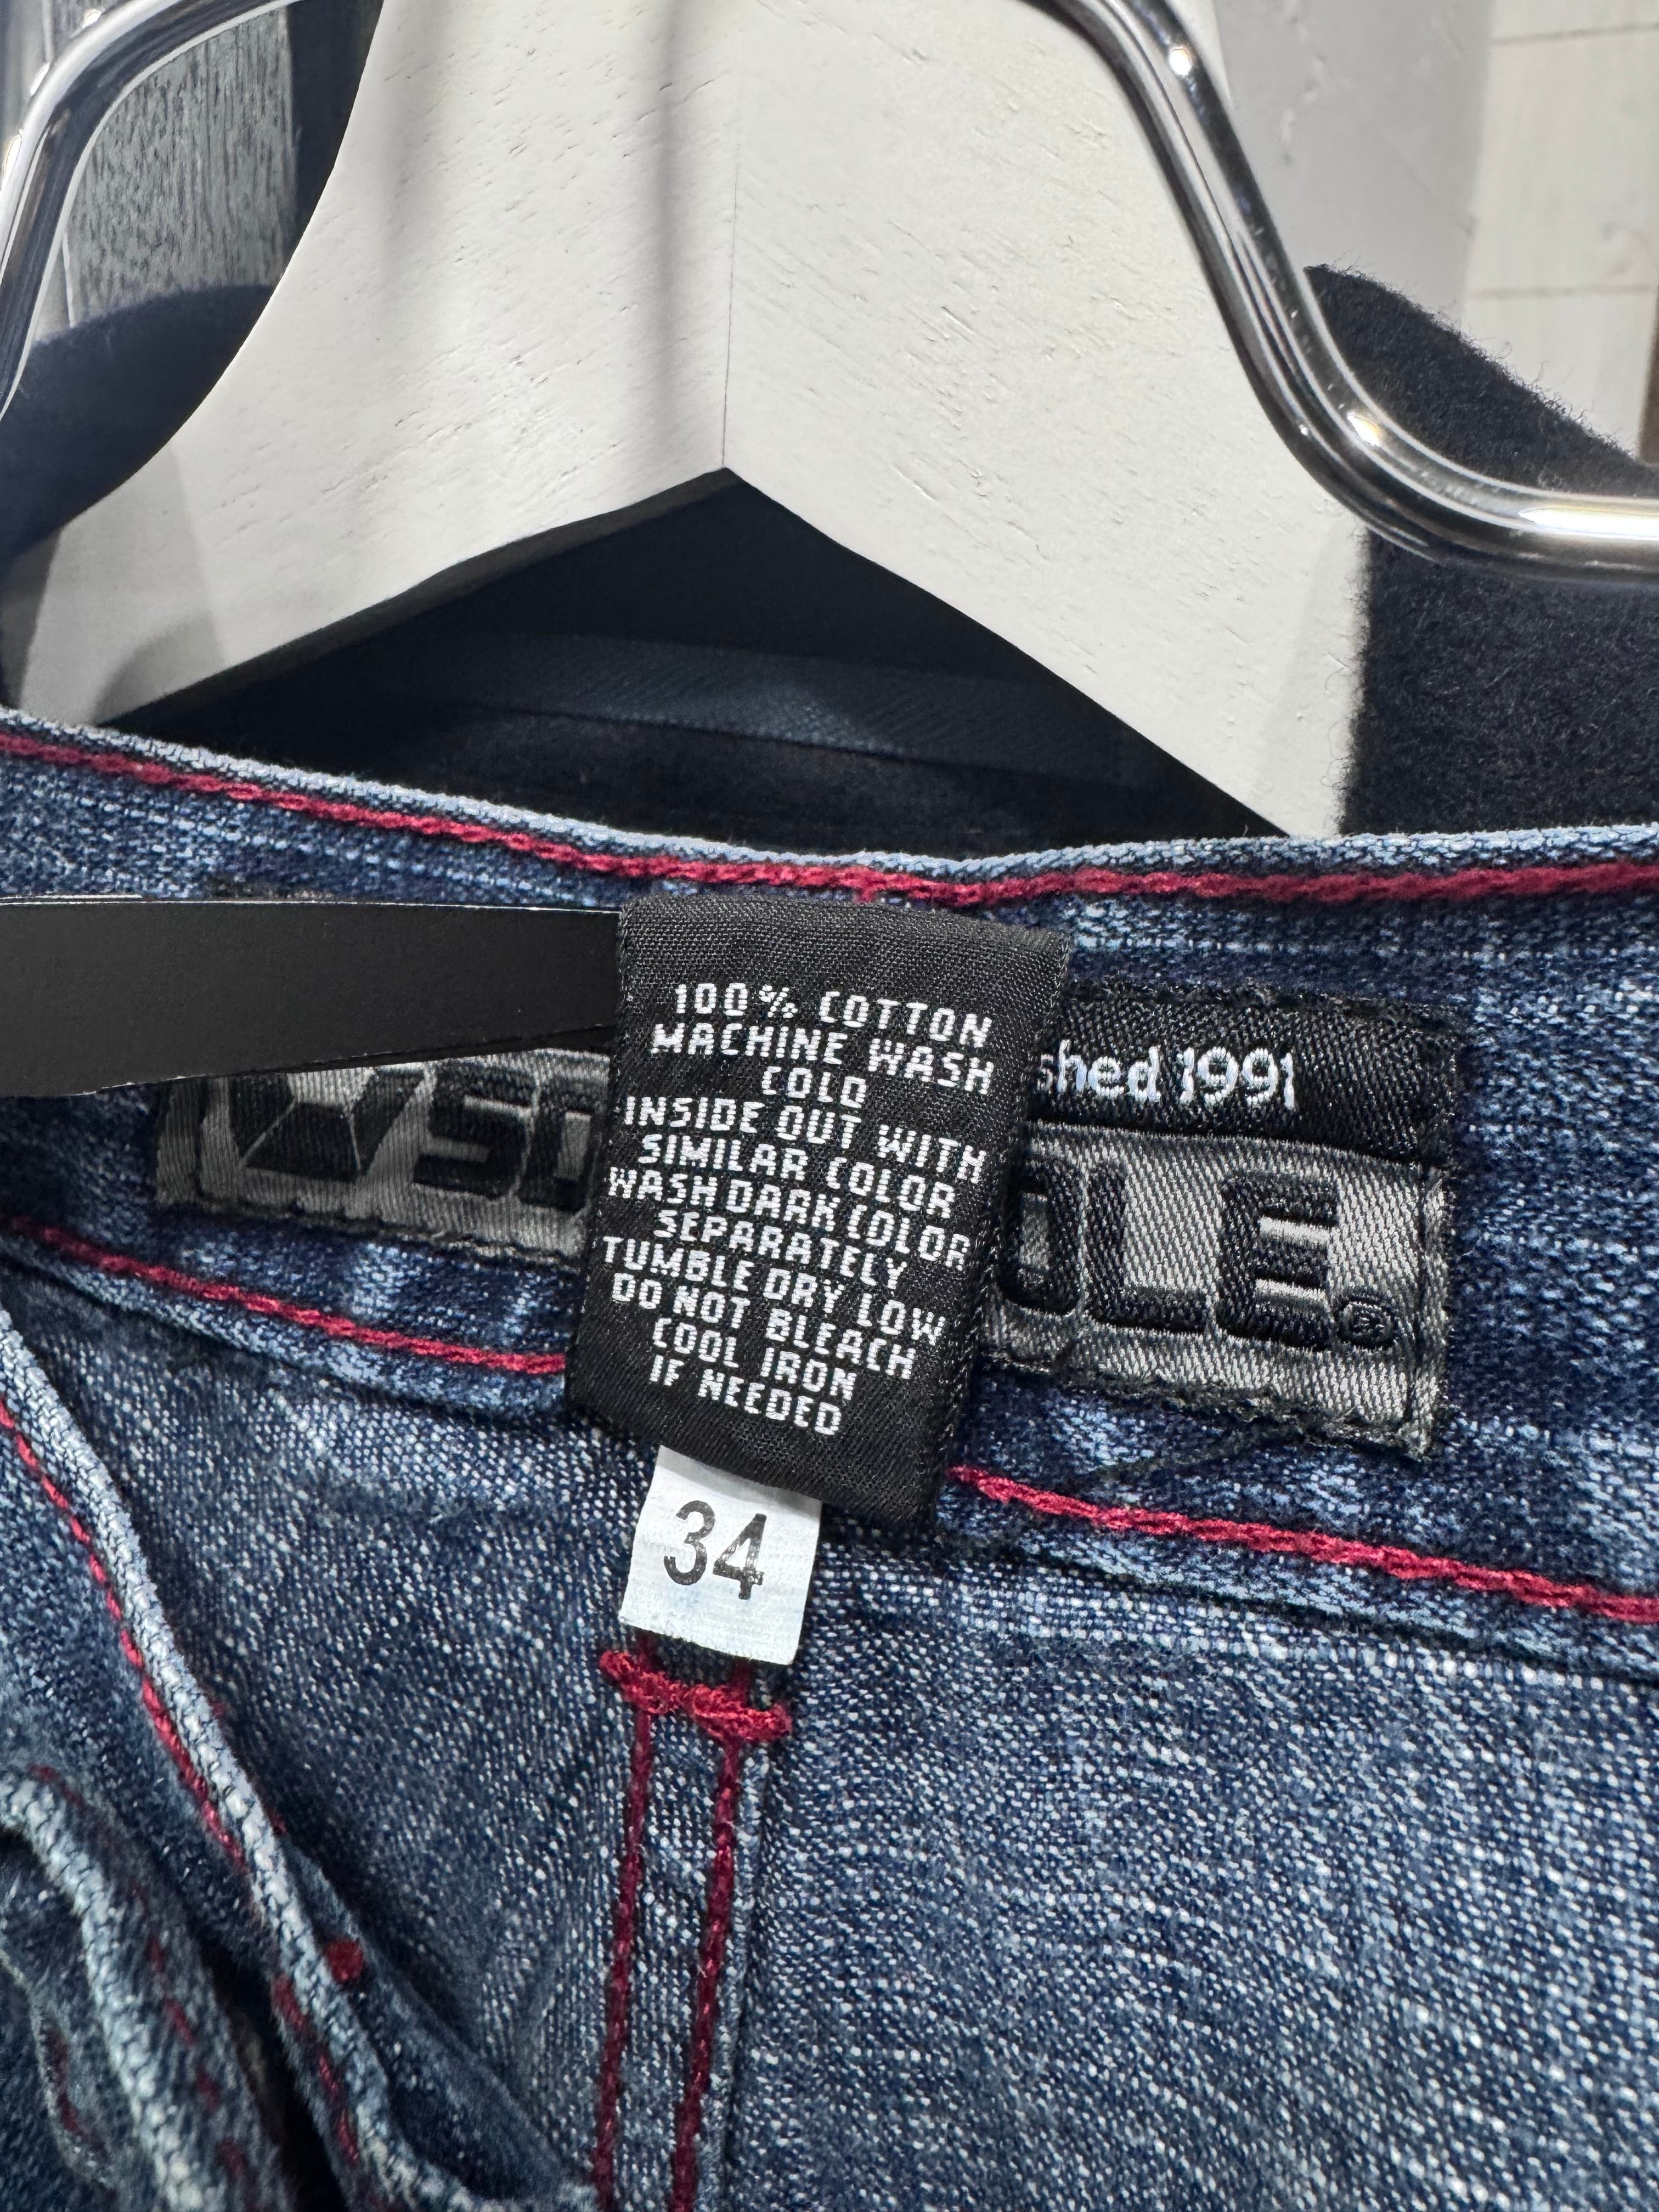 100% COTTON
MACHINE WASH
COLD
INSIDE OUT WITH
SIMILAR COLOR
WASH DARK COLOR
SEPARATELY
TUMBLE DRY LOW
DO NOT BLEACH
COOL IRON
IF NEEDED
shed 1991
OLE®
34